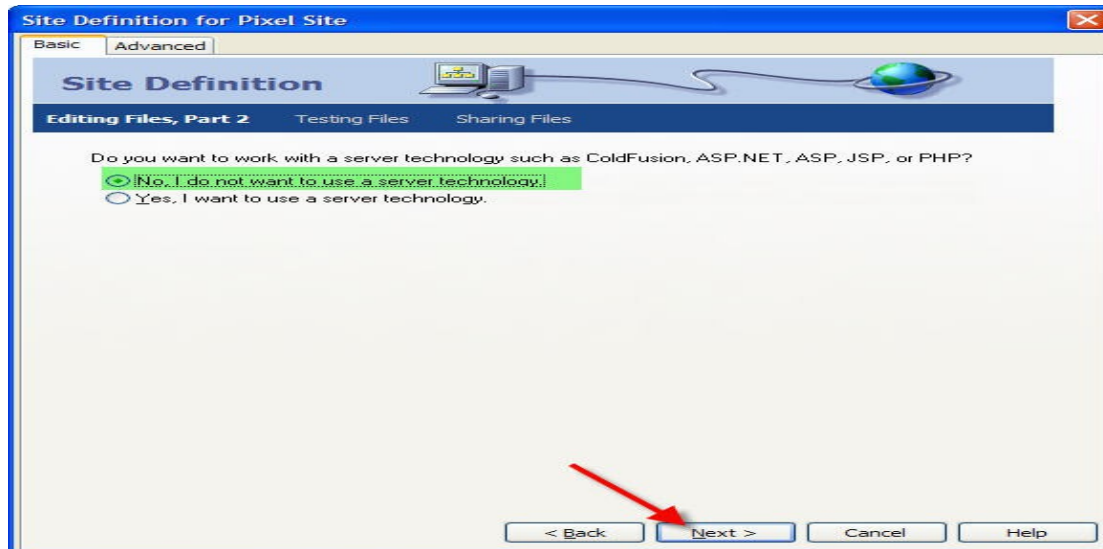 Site Definition for Pixel Site
Basic Advanced
Site Definition
Editing Files, Part 2 Testing Files Sharing Files
Do you want to work with a server technology such as ColdFusion, ASP.NET, ASP, JSP, or PHP?
No, I do not want to use a server technology.
Yes, I want to use a server technology.
< Back Next > Cancel Help